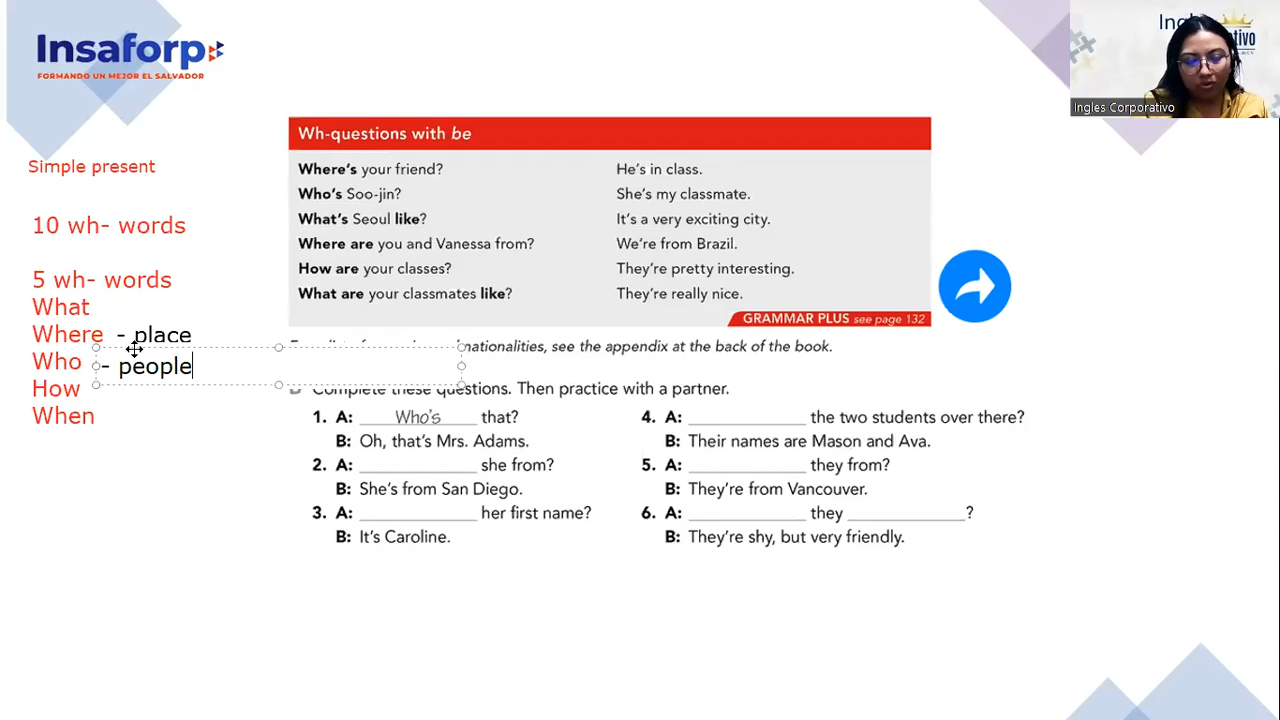 Insaforp
FORMANDO UN MEJOR EL SALVADOR
Ingles Corporativo
Simple present
10 wh- words
5 wh- words
What
Where - place
Who - people
How
When
Wh-questions with be
Where's your friend? He's in class.
Who's Soo-jin? She's my classmate.
What's Seoul like? It's a very exciting city.
Where are you and Vanessa from? We're from Brazil.
How are your classes? They're pretty interesting.
What are your classmates like? They're really nice.
GRAMMAR PLUS see page 132
nationalities, see the appendix at the back of the book.
Complete these questions. Then practice with a partner.
1. A: Who's that?
B: Oh, that's Mrs. Adams.
2. A: ____________ she from?
B: She's from San Diego.
3. A: ____________ her first name?
B: It's Caroline.
4. A: ____________ the two students over there?
B: Their names are Mason and Ava.
5. A: ____________ they from?
B: They're from Vancouver.
6. A: ____________ they ____________?
B: They're shy, but very friendly.